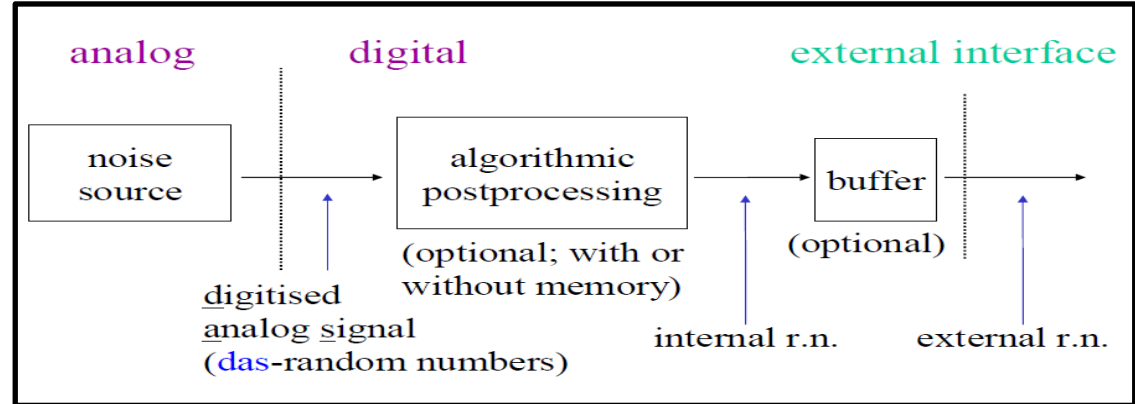 analog
digital
external interface
noise
source
algorithmic
postprocessing
buffer
(optional; with or
without memory)
(optional)
digitised
analog signal
(das-random numbers)
internal r.n.
external r.n.